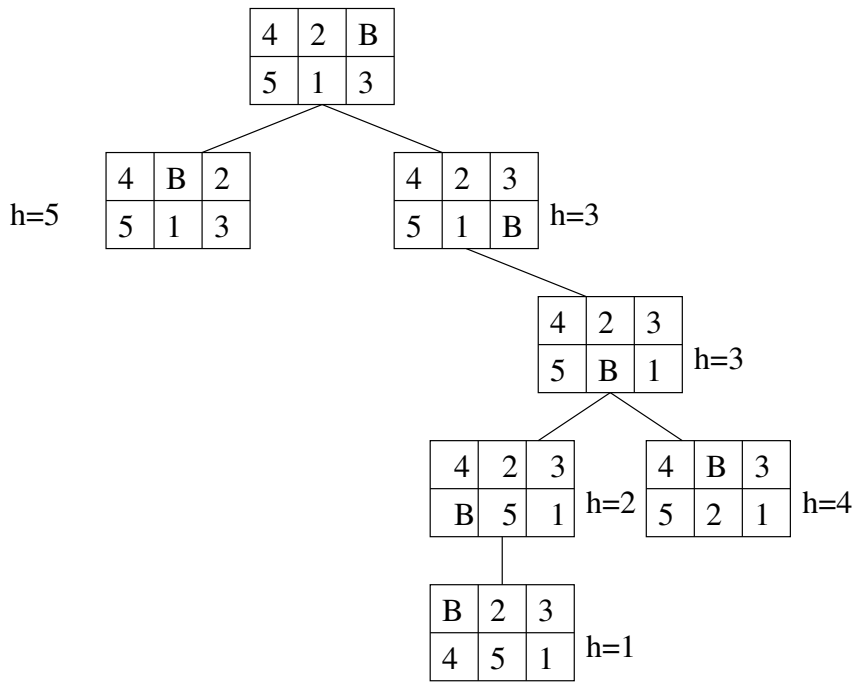 4 2 B
5 1 3
4 B 2
5 1 3
h=5
4 2 3
5 1 B
h=3
4 2 3
5 B 1
h=3
4 2 3
B 5 1
h=2
4 B 3
5 2 1
h=4
B 2 3
4 5 1
h=1